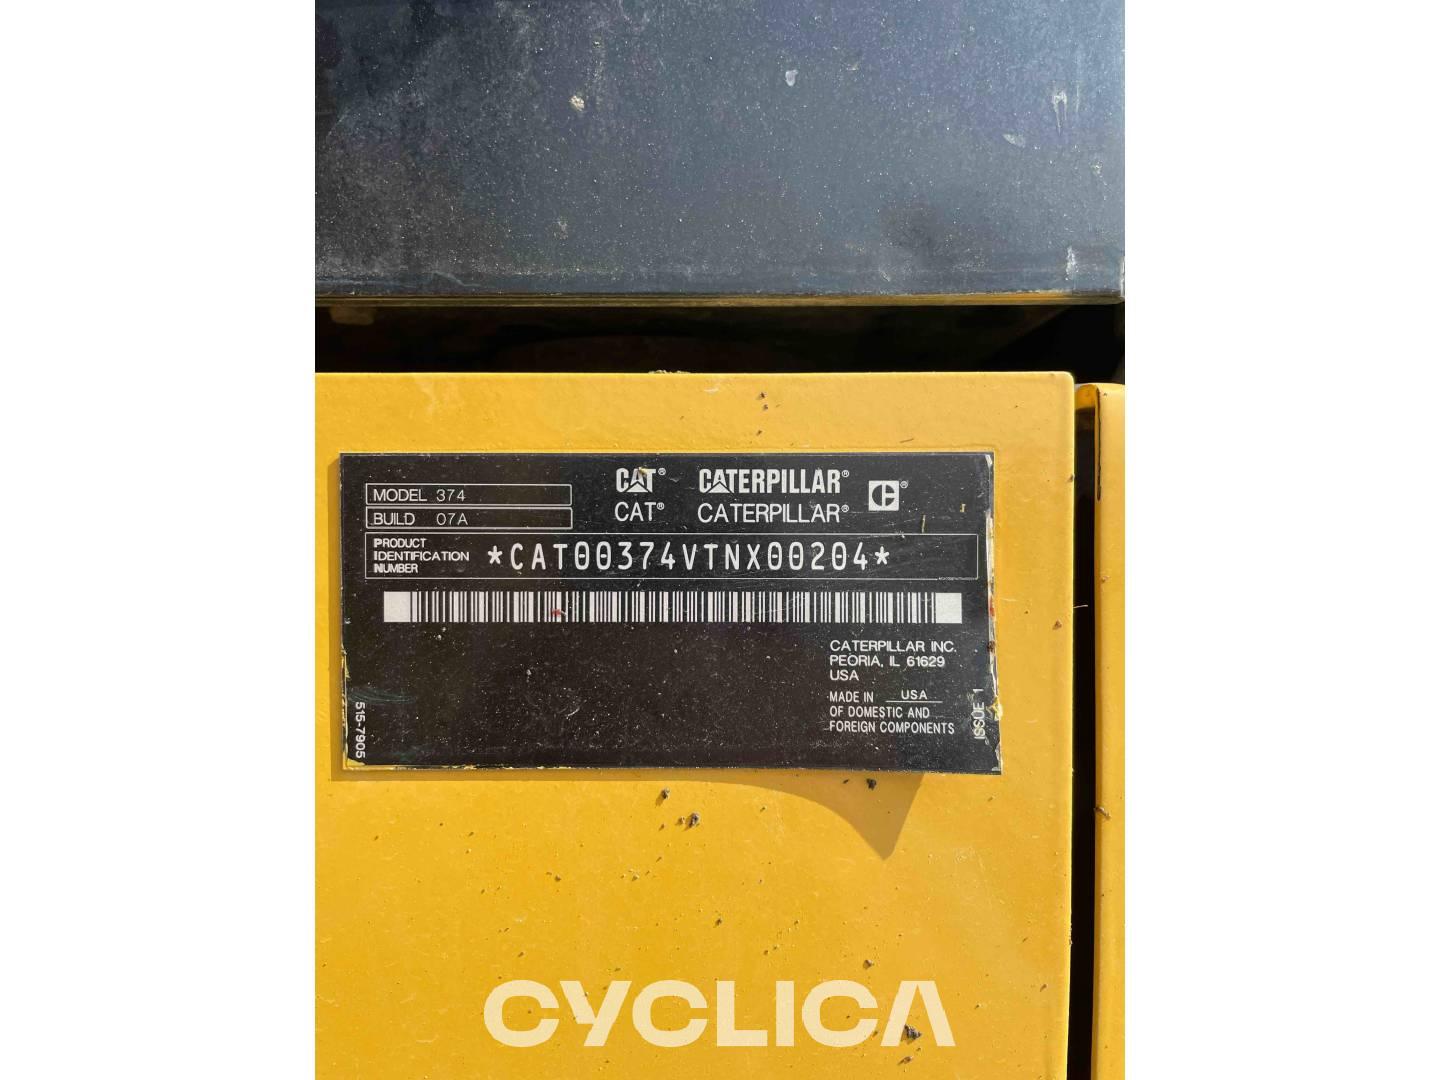 MODEL 374
BUILD 07A
CAT® CATERPILLAR®
CAT® CATERPILLAR®
PRODUCT
IDENTIFICATION
NUMBER
*CAT00374VTNX00204*
CATERPILLAR INC.
PEORIA, IL 61629
USA
MADE IN USA
OF DOMESTIC AND
FOREIGN COMPONENTS
515-7905
ISSUE 1
CYCLICA